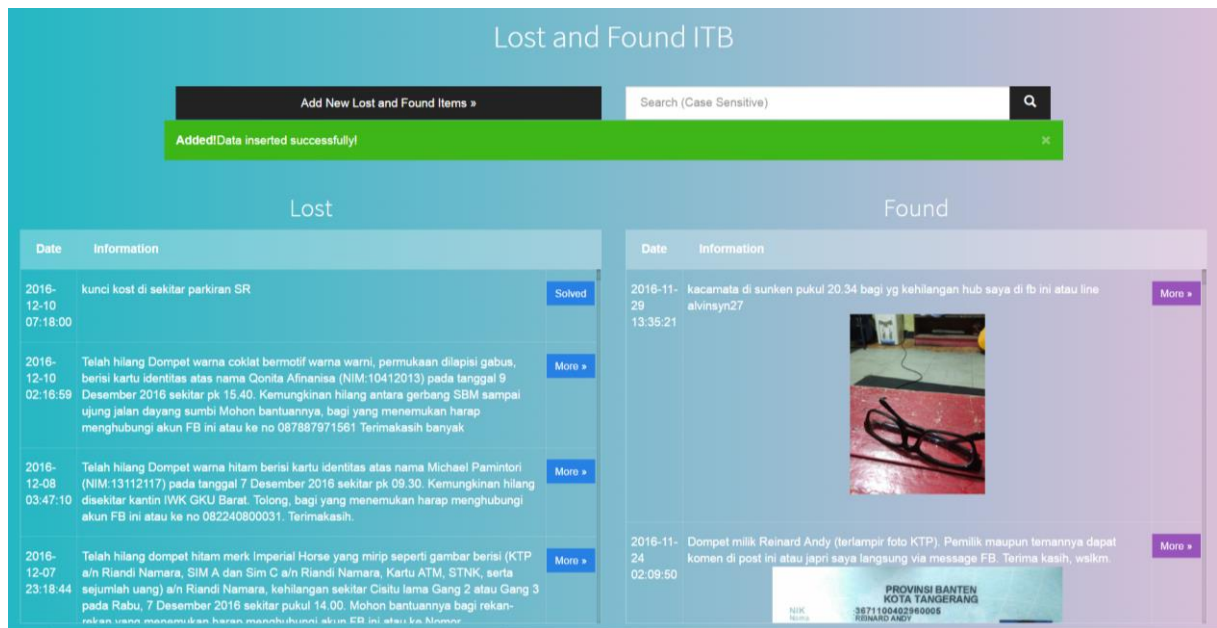 Lost and Found ITB
Add New Lost and Found Items »
Search (Case Sensitive)
Added!Data inserted successfully!
×
Lost
Date Information
2016-12-10 07:18:00
kunci kost di sekitar parkiran SR
Solved
2016-12-10 02:16:59
Telah hilang Dompet warna coklat bermotif warna warni, permukaan dilapisi gabus,
berisi kartu identitas atas nama Qonita Afinanisa (NIM:10412013) pada tanggal 9
Desember 2016 sekitar pk 15.40. Kemungkinan hilang antara gerbang SBM sampai
ujung jalan dayang sumbi Mohon bantuannya, bagi yang menemukan harap
menghubungi akun FB ini atau ke no 087887971561 Terimakasih banyak
More »
2016-12-08 03:47:10
Telah hilang Dompet warna hitam berisi kartu identitas atas nama Michael Pamintori
(NIM:13112117) pada tanggal 7 Desember 2016 sekitar pk 09.30. Kemungkinan hilang
disekitar kantin IWK GKU Barat. Tolong, bagi yang menemukan harap menghubungi
akun FB ini atau ke no 082240800031. Terimakasih.
More »
2016-12-07 23:18:44
Telah hilang dompet hitam merk Imperial Horse yang mirip seperti gambar berisi (KTP
a/n Riandi Namara, SIM A dan Sim C a/n Riandi Namara, Kartu ATM, STNK, serta
sejumlah uang) a/n Riandi Namara, kehilangan sekitar Cisitu lama Gang 2 atau Gang 3
pada Rabu, 7 Desember 2016 sekitar pukul 14.00. Mohon bantuannya bagi rekan-
rekan yang menemukan harap menghubungi akun FB ini atau ke Nomor
More »
Found
Date Information
2016-11-29 13:35:21
kacamata di sunken pukul 20.34 bagi yg kehilangan hub saya di fb ini atau line
alvinsyn27
More »
2016-11-24 02:09:50
Dompet milik Reinard Andy (terlampir foto KTP). Pemilik maupun temannya dapat
komen di post ini atau japri saya langsung via message FB. Terima kasih, wslkm.
More »
PROVINSI BANTEN
KOTA TANGERANG
NIK 3671100402960005
Nama REINARD ANDY